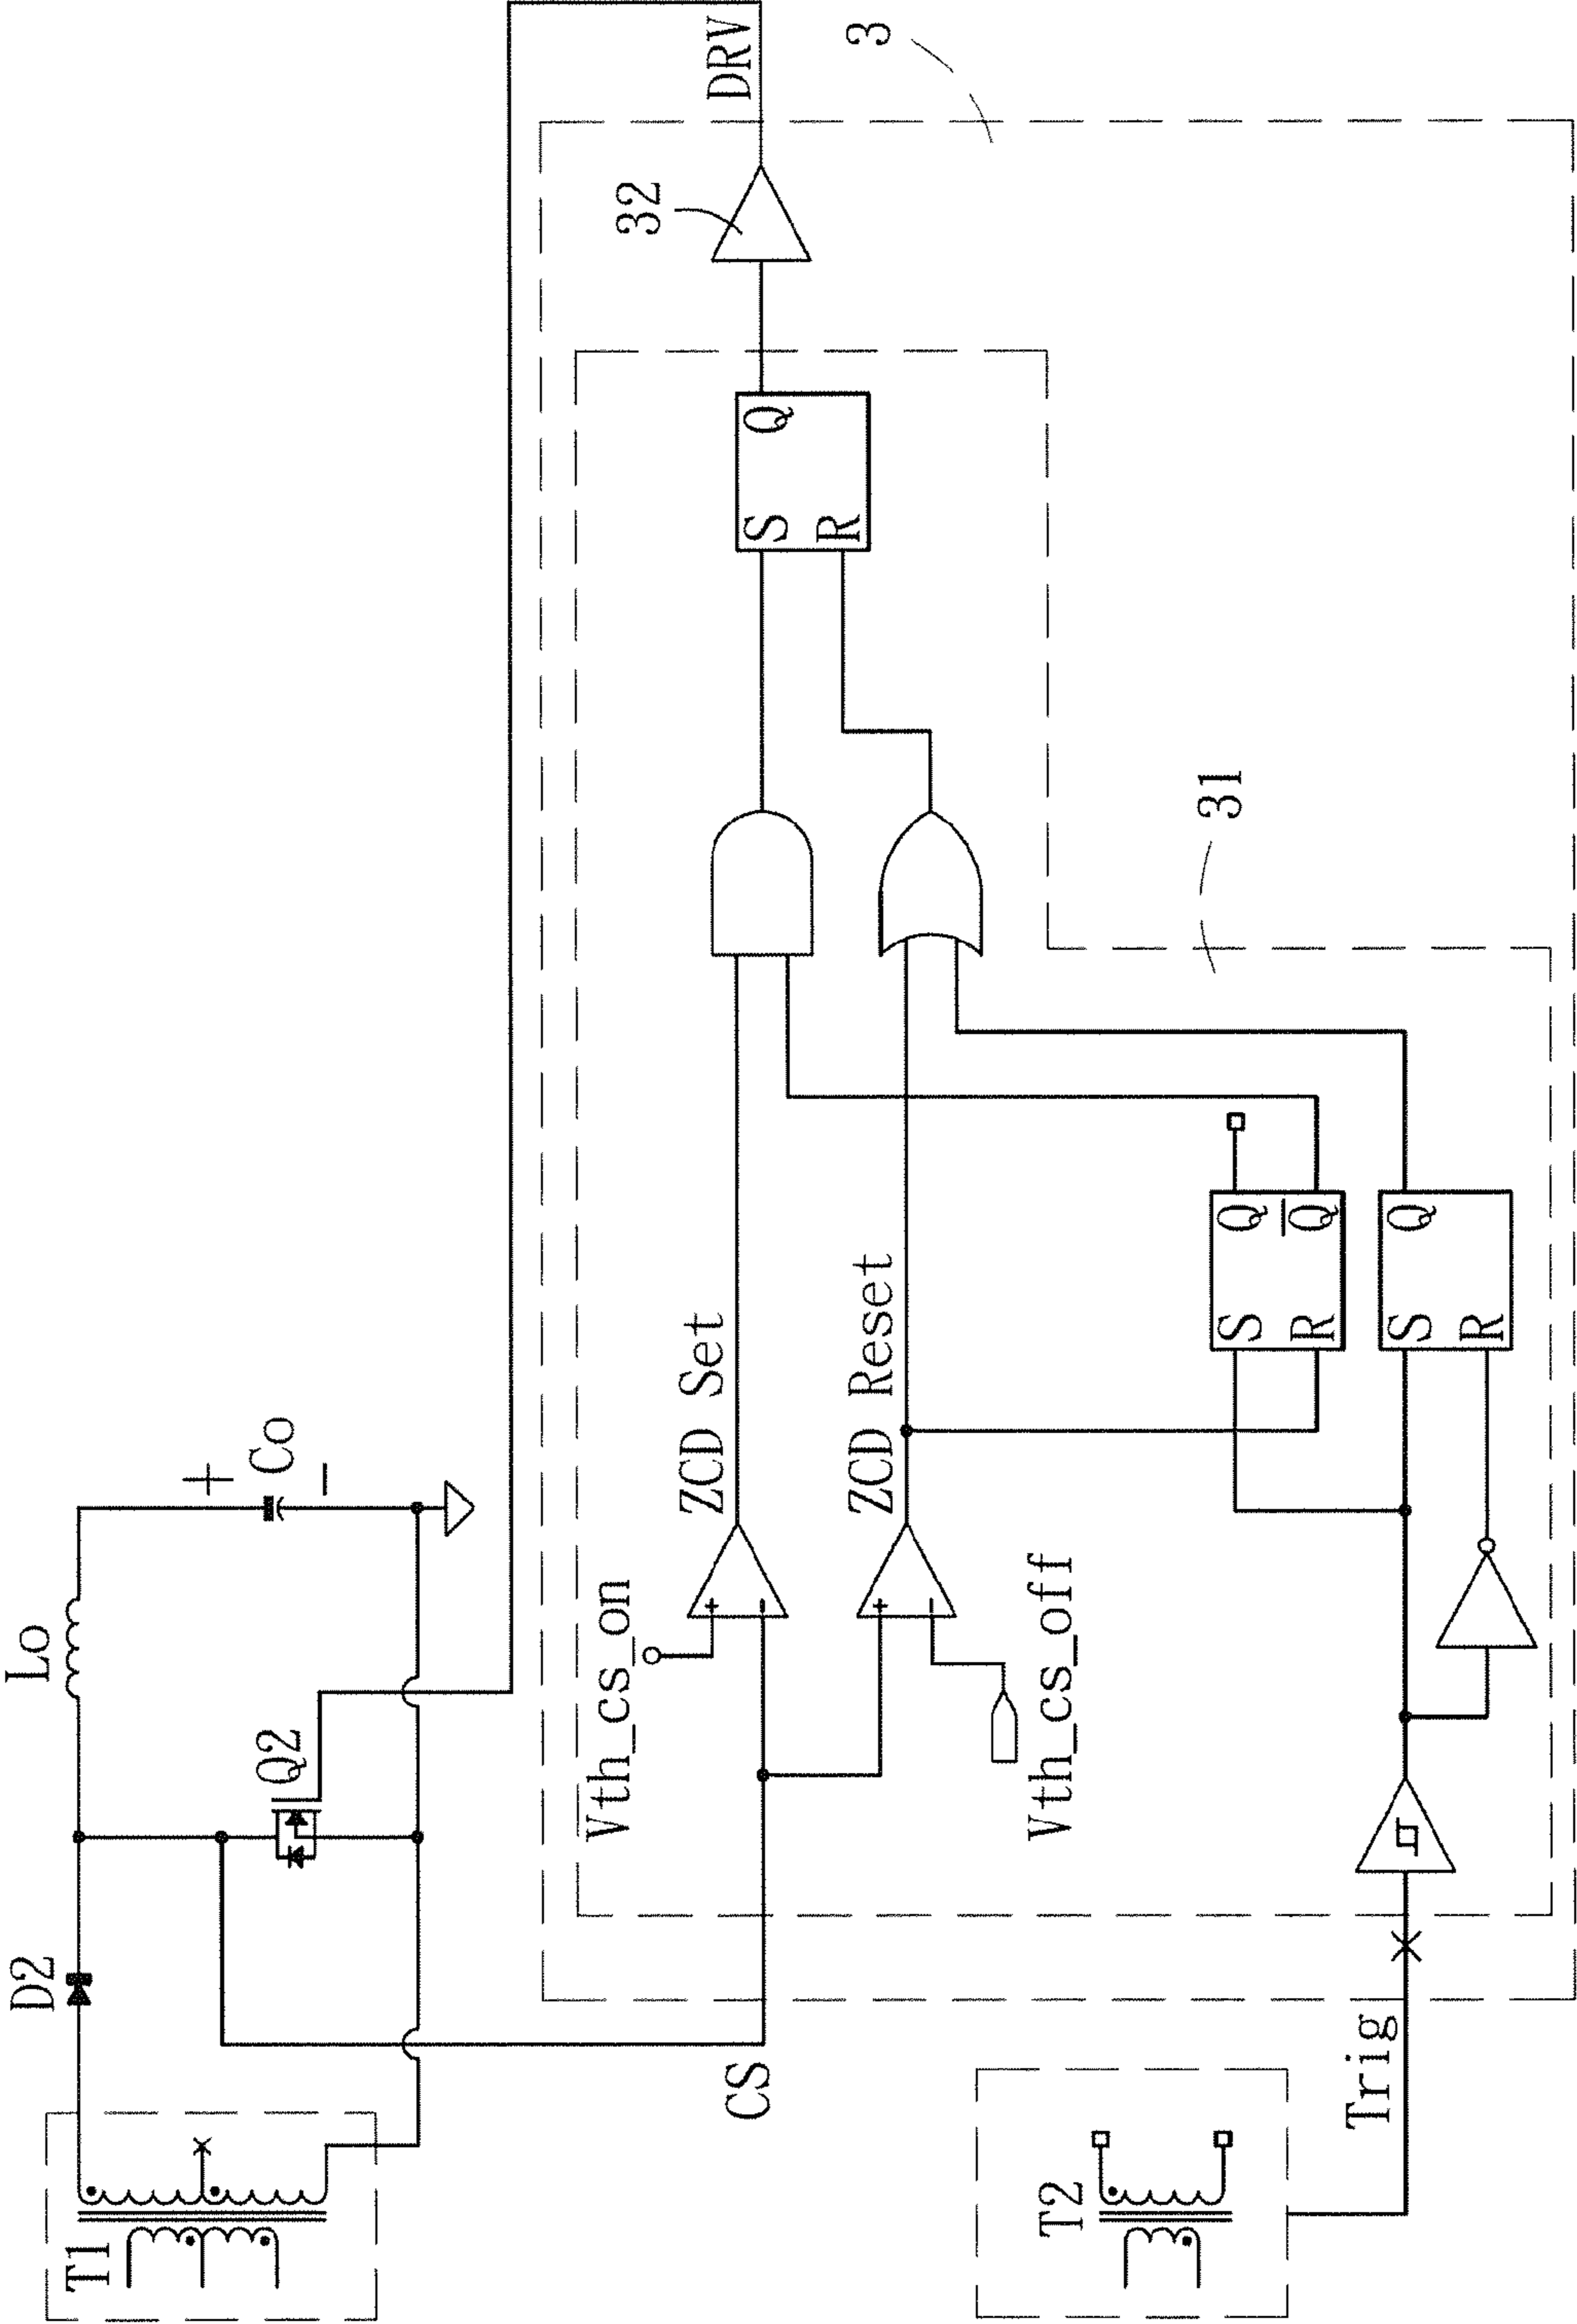 T1
D2
Lo
Q2
+
Co
−
CS
Vth_cs_on
+
−
ZCD Set
+
−
ZCD Reset
Vth_cs_off
S
Q
R
32
DRV
3
31
T2
Trig
S
Q
R
Q̅
S
Q
R